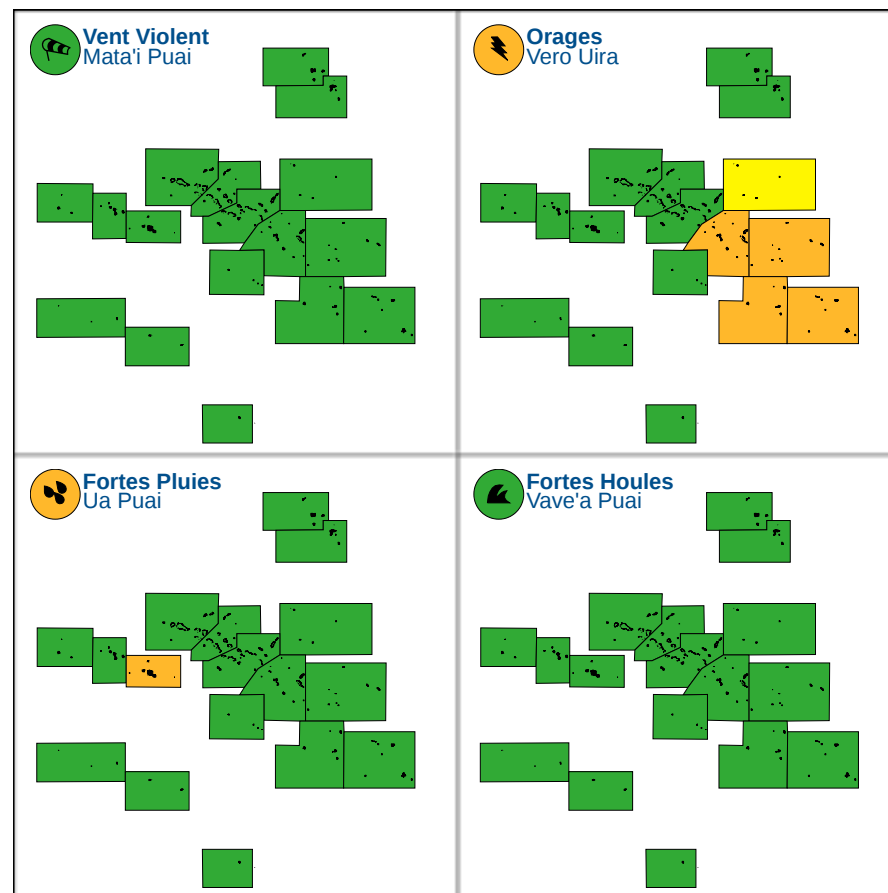 Vent Violent
Mata'i Puai
Orages
Vero Uira
Fortes Pluies
Ua Puai
Fortes Houles
Vave'a Puai